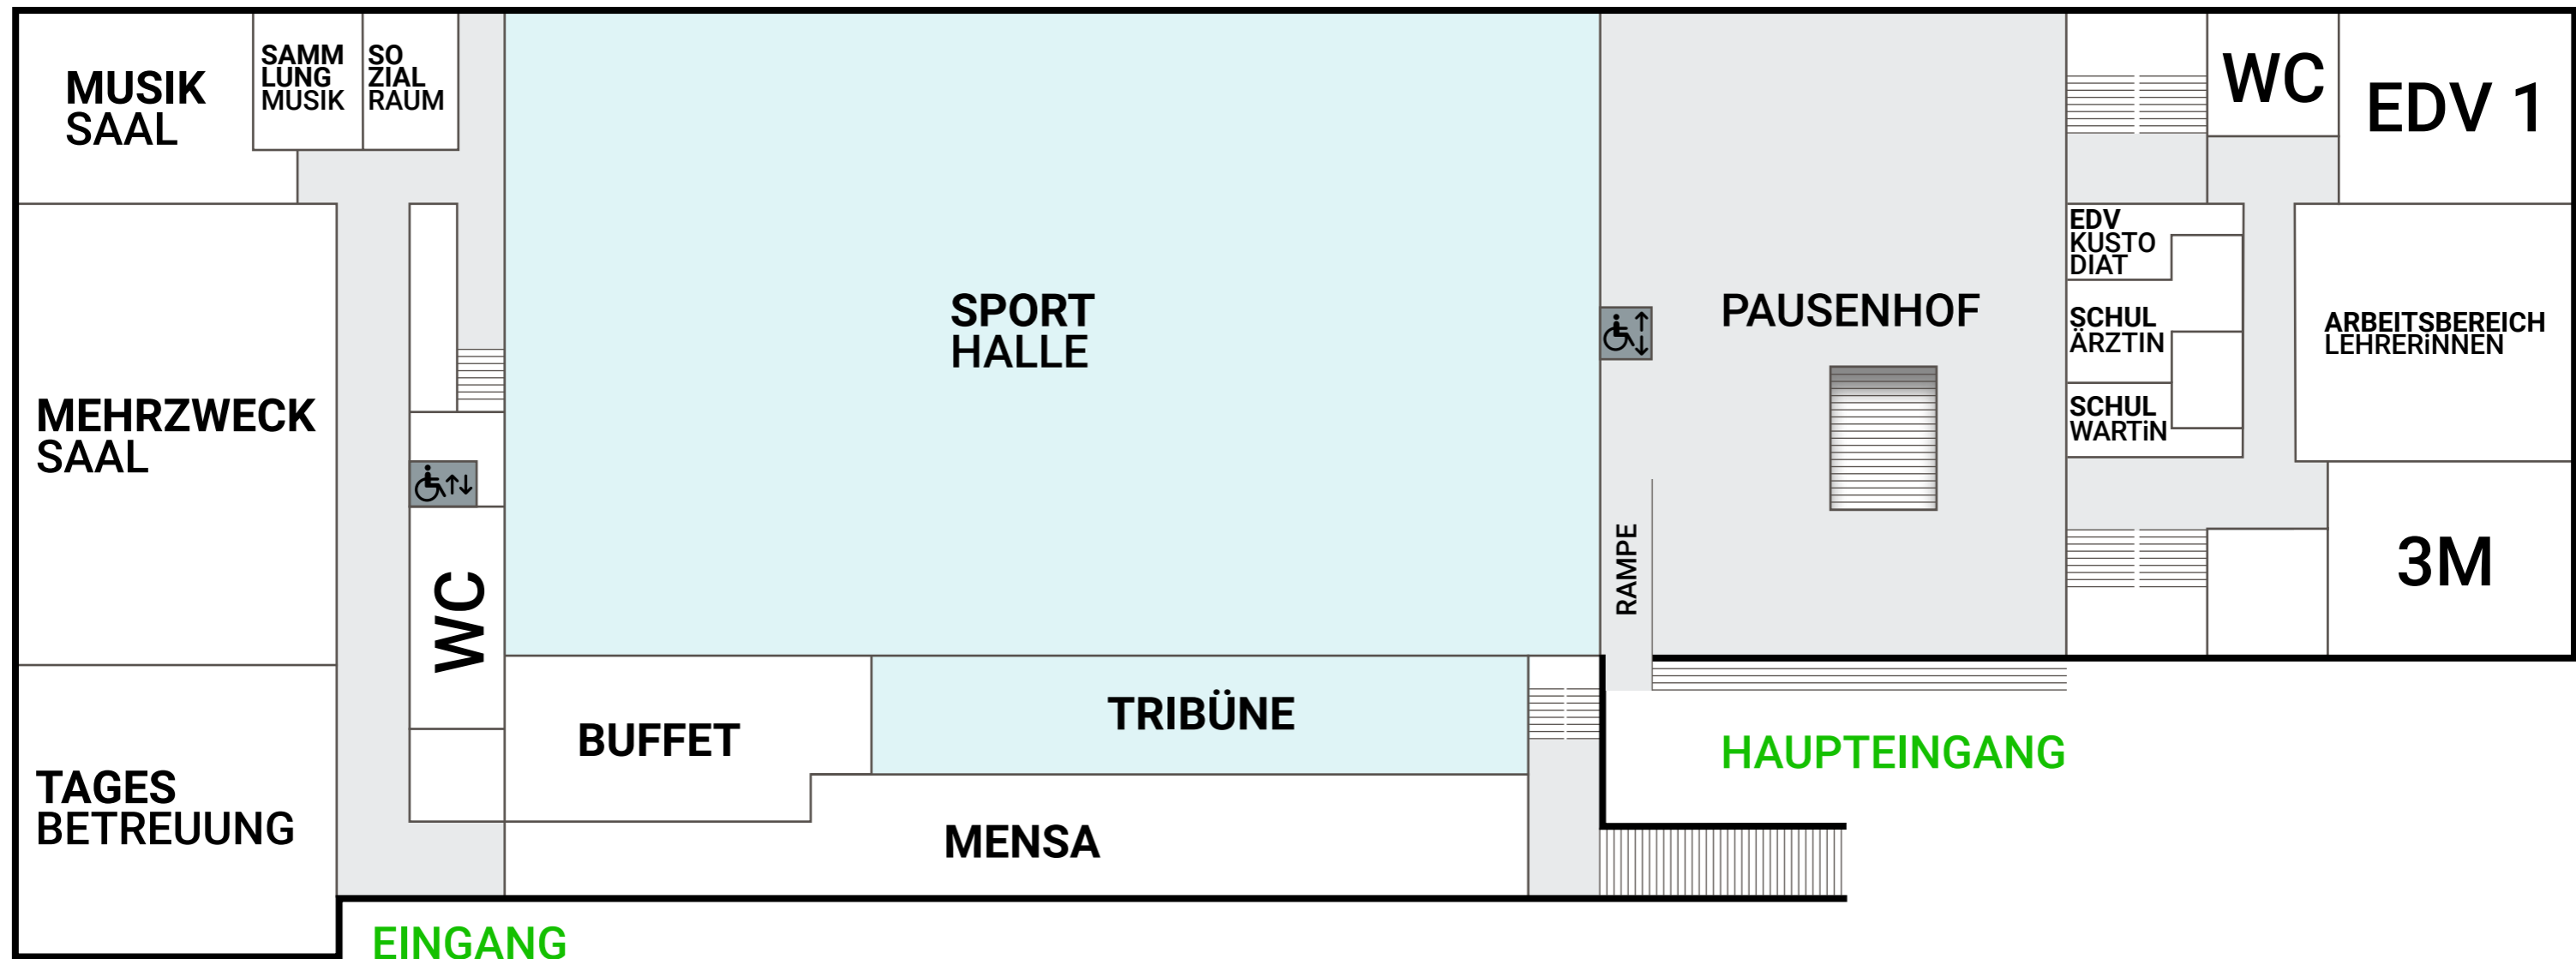 MUSIK
SAAL
SAMM
LUNG
MUSIK
SO
ZIAL
RAUM
WC
EDV 1
EDV
KUSTO
DIAT
SPORT
HALLE
PAUSENHOF
SCHUL
ÄRZTIN
ARBEITSBEREICH
LEHRERiNNEN
MEHRZWECK
SAAL
SCHUL
WARTiN
RAMPE
3M
WC
BUFFET
TRIBÜNE
HAUPTEINGANG
TAGES
BETREUUNG
MENSA
EINGANG